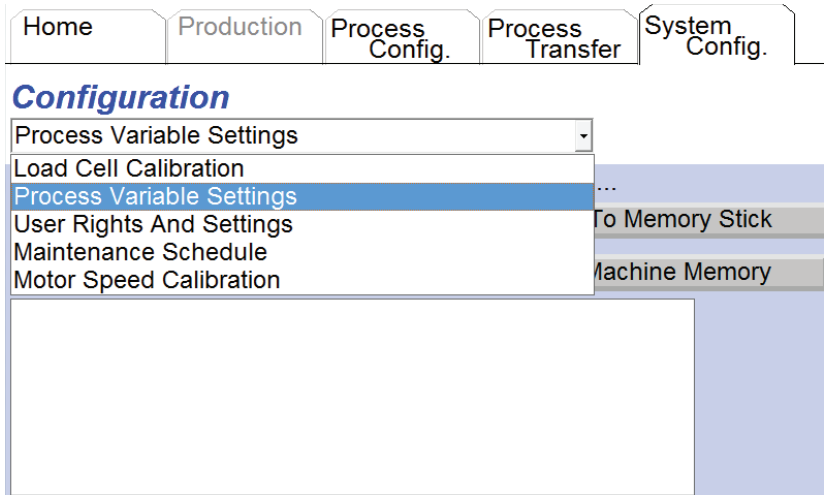 Home
Production
Process
Config.
Process
Transfer
System
Config.
Configuration
Process Variable Settings
Load Cell Calibration
Process Variable Settings
User Rights And Settings
Maintenance Schedule
Motor Speed Calibration
...
To Memory Stick
Machine Memory